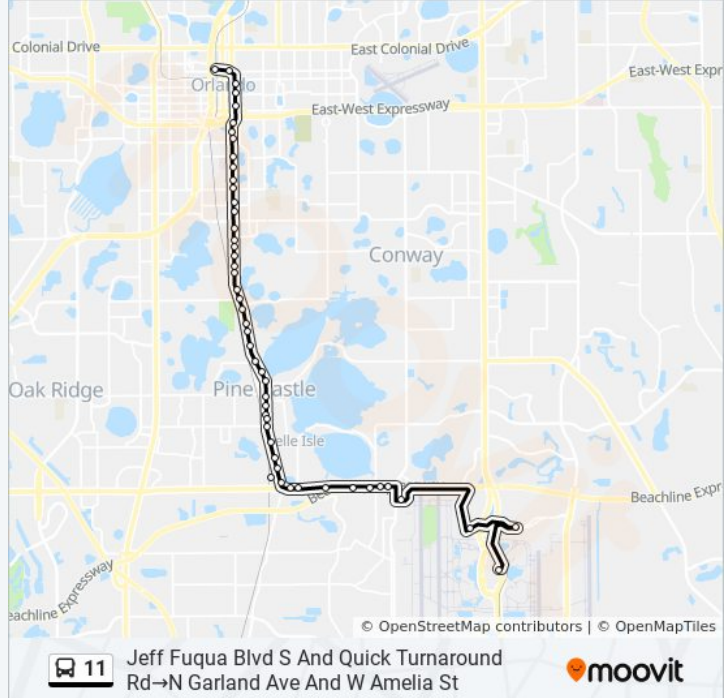 Colonial Drive
East Colonial Drive
East-West Expr
Orlando
East-West Expressway
Conway
Oak Ridge
Pine Castle
elle Isle
Beachline Expr
eachline Expressway
© OpenStreetMap contributors | © OpenMapTiles
11
Jeff Fuqua Blvd S And Quick Turnaround
Rd→N Garland Ave And W Amelia St
moovit